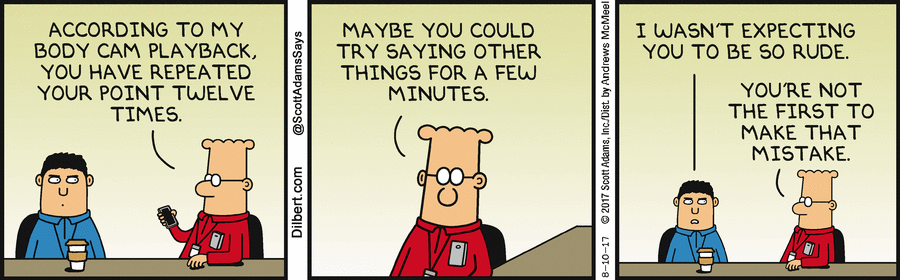 ACCORDING TO MY
BODY CAM PLAYBACK,
YOU HAVE REPEATED
YOUR POINT TWELVE
TIMES.
Dilbert.com @ScottAdamsSays
MAYBE YOU COULD
TRY SAYING OTHER
THINGS FOR A FEW
MINUTES.
8-10-17 © 2017 Scott Adams, Inc./Dist. by Andrews McMeel
I WASN'T EXPECTING
YOU TO BE SO RUDE.
YOU'RE NOT
THE FIRST TO
MAKE THAT
MISTAKE.